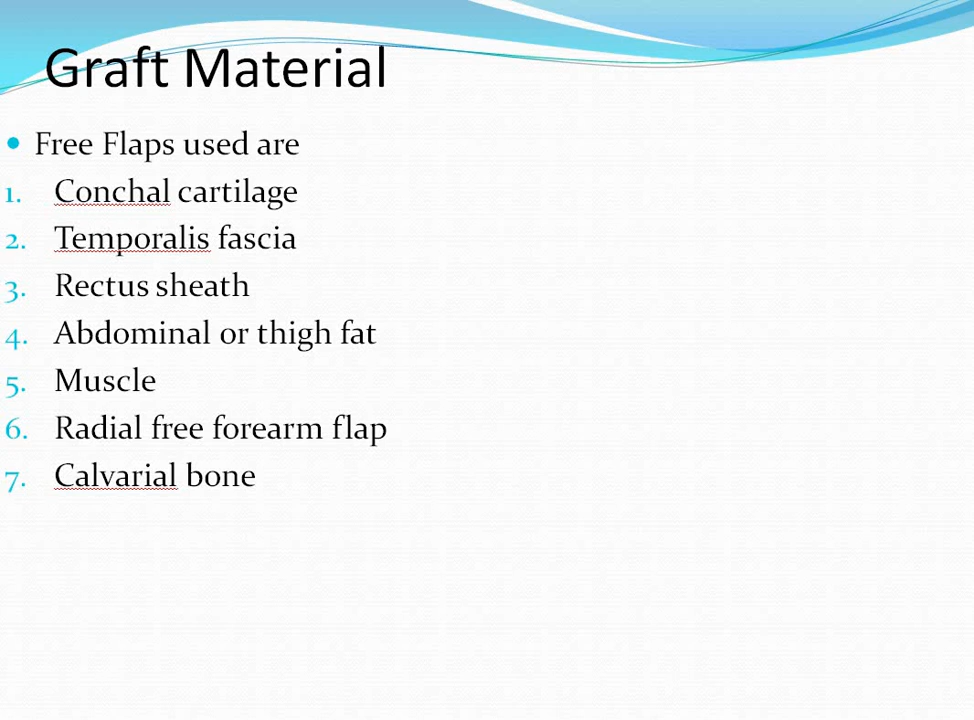 Graft Material
• Free Flaps used are
1. Conchal cartilage
2. Temporalis fascia
3. Rectus sheath
4. Abdominal or thigh fat
5. Muscle
6. Radial free forearm flap
7. Calvarial bone